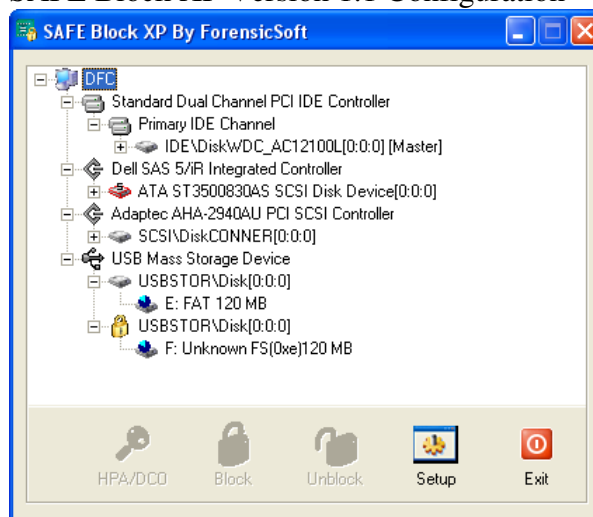 SAFE Block XP By ForensicSoft
DFC
Standard Dual Channel PCI IDE Controller
Primary IDE Channel
IDE\DiskWDC_AC12100L[0:0:0] [Master]
Dell SAS 5/iR Integrated Controller
ATA ST3500830AS SCSI Disk Device[0:0:0]
Adaptec AHA-2940AU PCI SCSI Controller
SCSI\DiskCONNER[0:0:0]
USB Mass Storage Device
USBSTOR\Disk[0:0:0]
E: FAT 120 MB
USBSTOR\Disk[0:0:0]
F: Unknown FS(0xe)120 MB
HPA/DCO Block Unblock Setup Exit